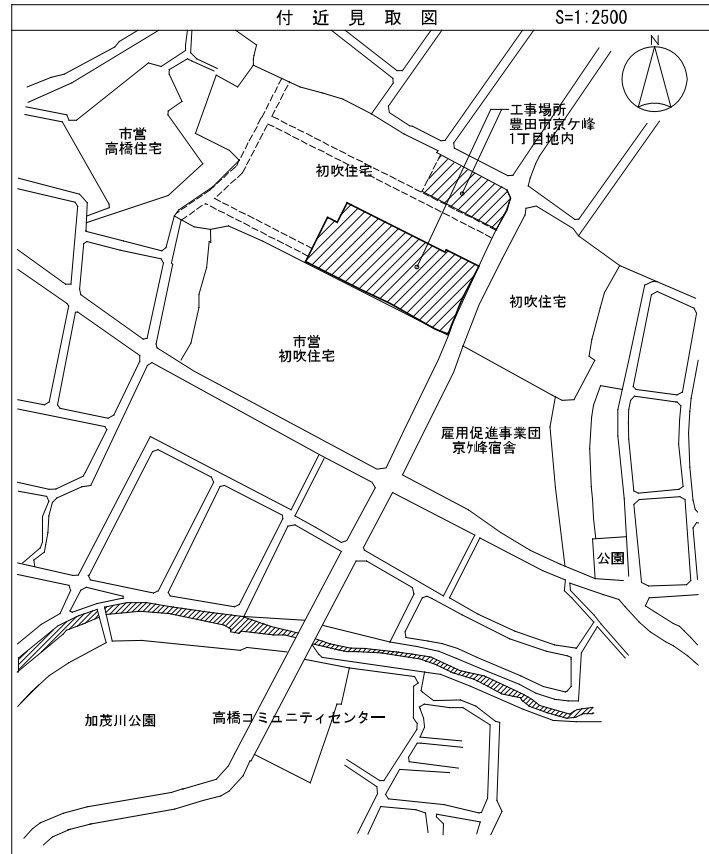 付近見取図 S=1:2500
N
工事場所
豊田市京ケ峰
1丁目地内
市営
高橋住宅
初吹住宅
初吹住宅
市営
初吹住宅
雇用促進事業団
京ケ峰宿舎
公園
加茂川公園
高橋コミュニティセンター